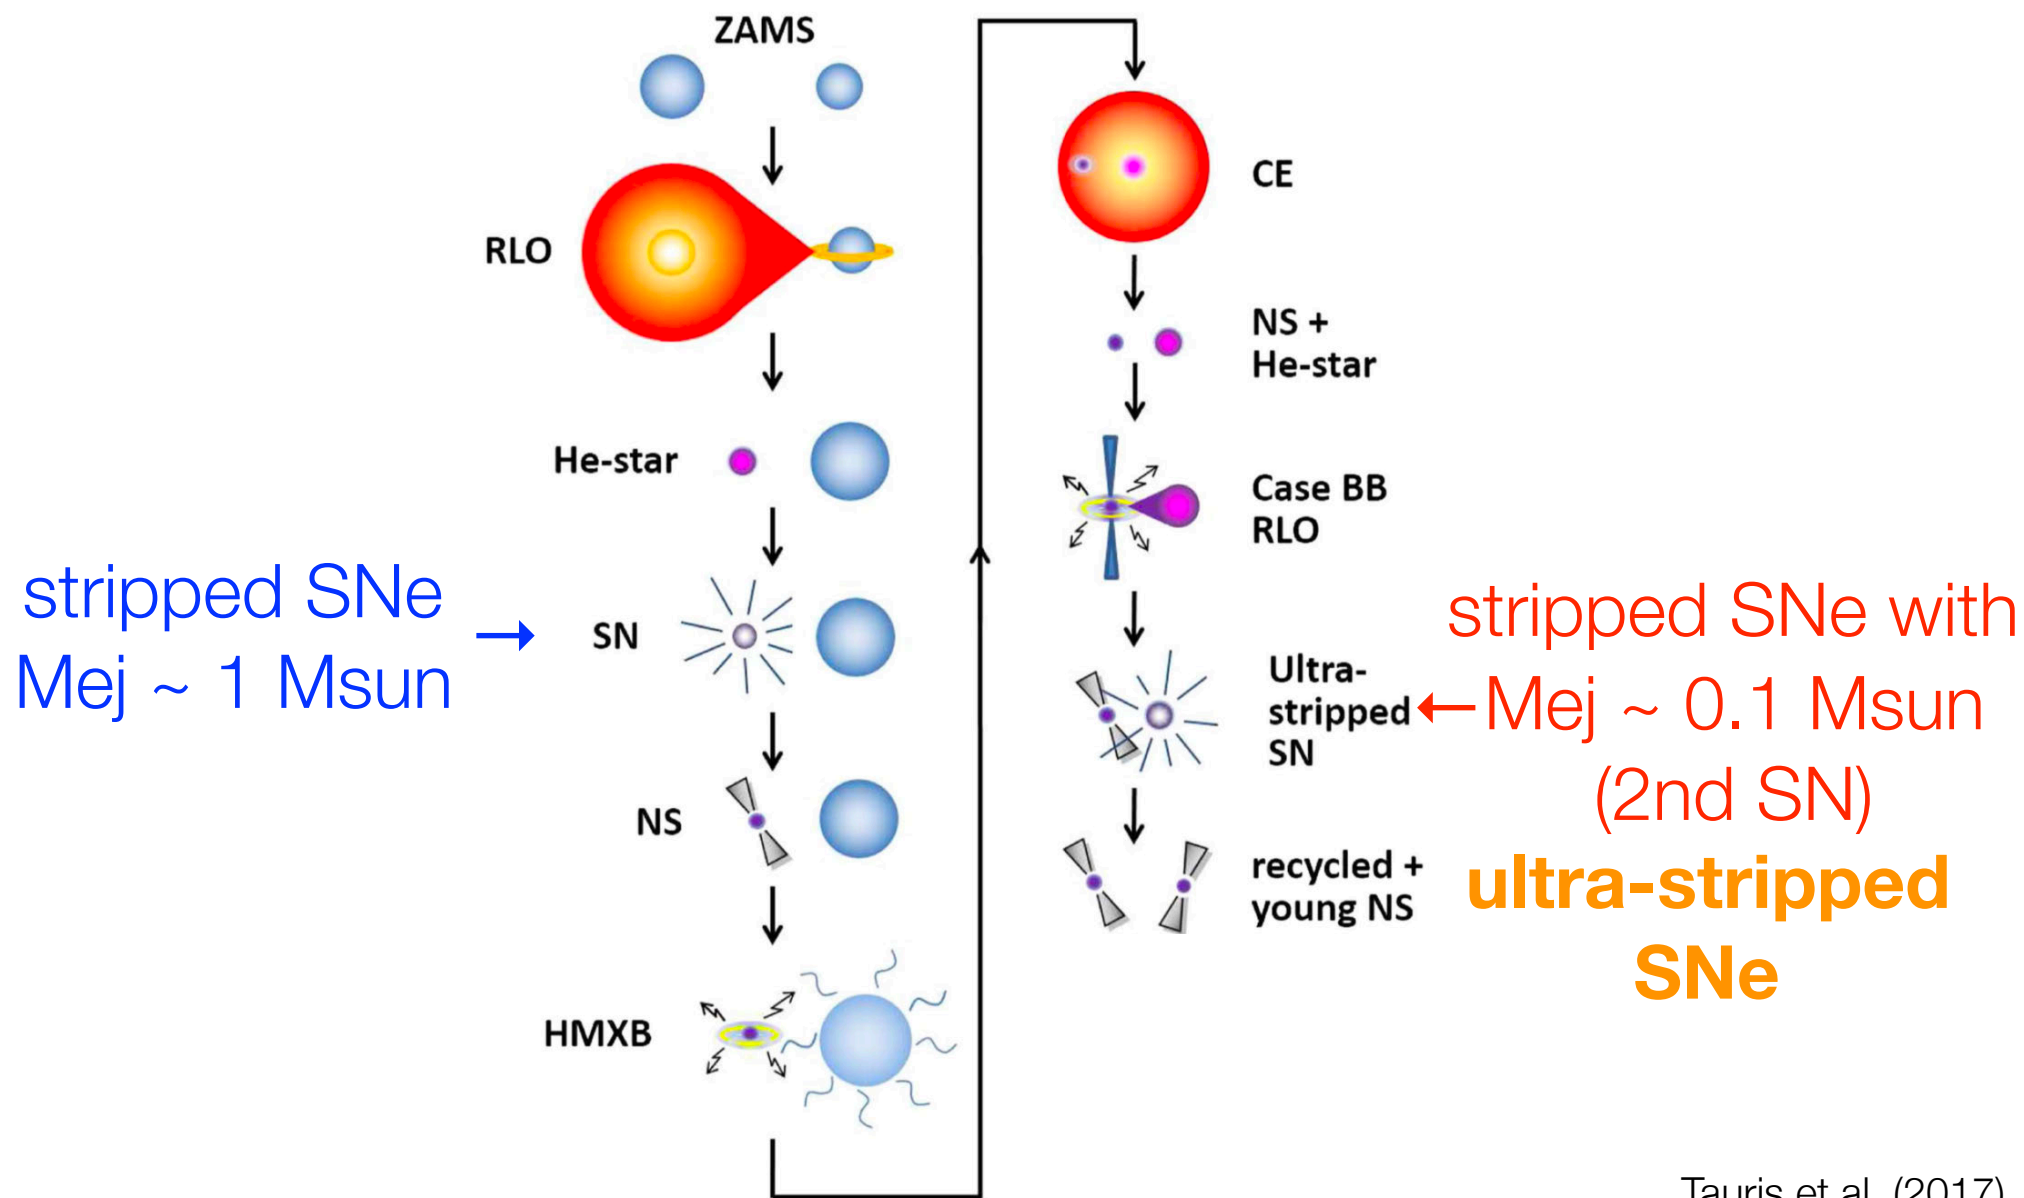 ZAMS
RLO
He-star
stripped SNe
Mej ~ 1 Msun
→
SN
NS
HMXB
CE
NS +
He-star
Case BB
RLO
Ultra-
stripped
SN
←
stripped SNe with
Mej ~ 0.1 Msun
(2nd SN)
ultra-stripped
SNe
recycled +
young NS
Tauris et al. (2017)